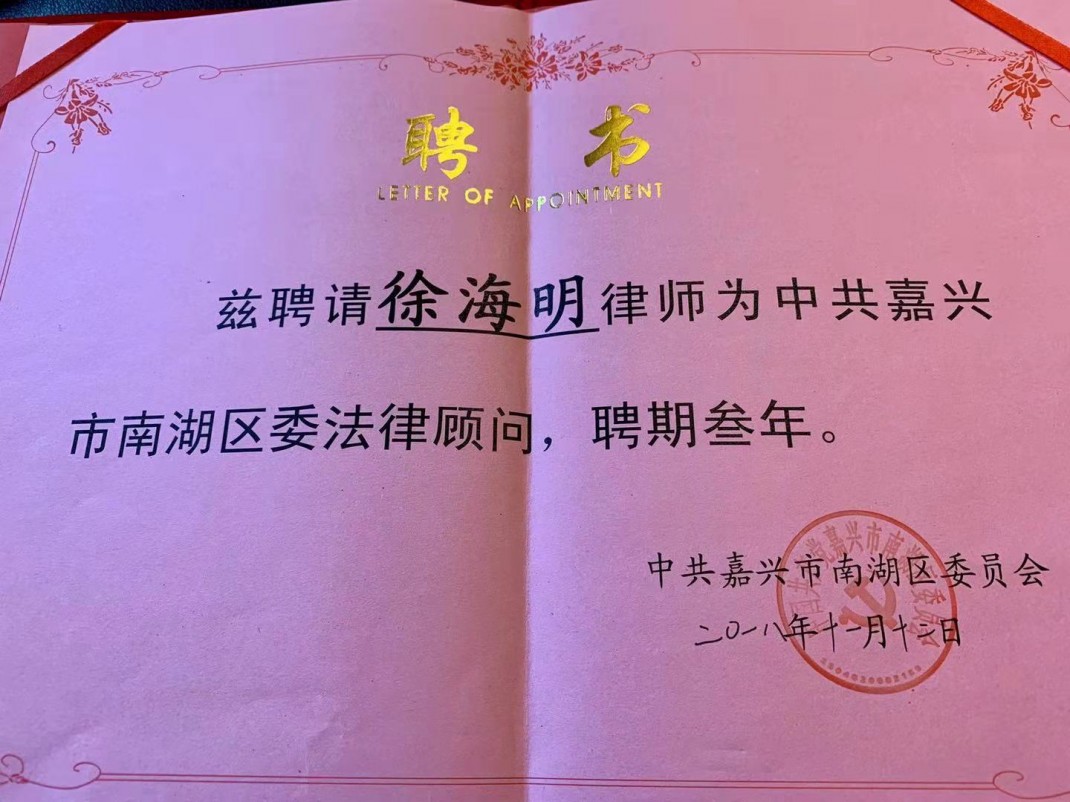 聘 书
LETTER OF APPOINTMENT
兹聘请徐海明律师为中共嘉兴
市南湖区委法律顾问，聘期叁年。
中共嘉兴市南湖区委员会
二〇一八年十一月十二日